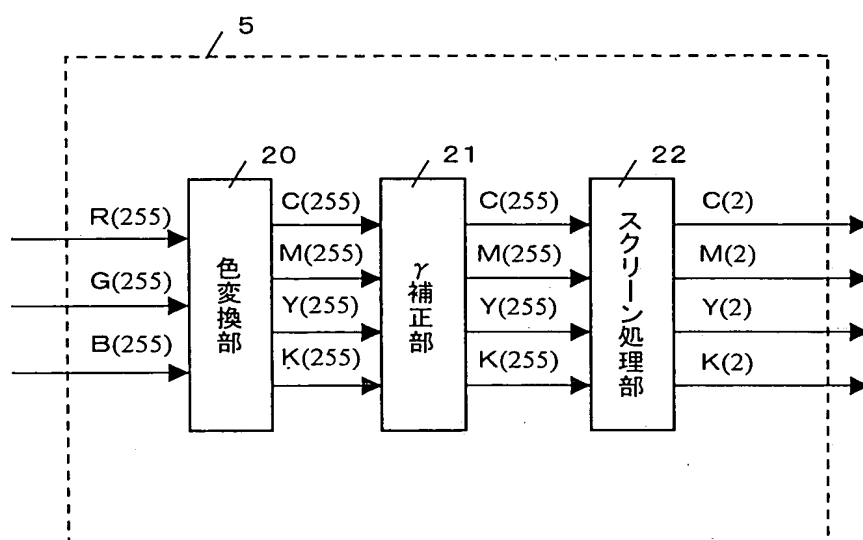 5
20
21
22
R(255)
G(255)
B(255)
色変換部
C(255)
M(255)
Y(255)
K(255)
γ補正部
C(255)
M(255)
Y(255)
K(255)
スクリーン処理部
C(2)
M(2)
Y(2)
K(2)